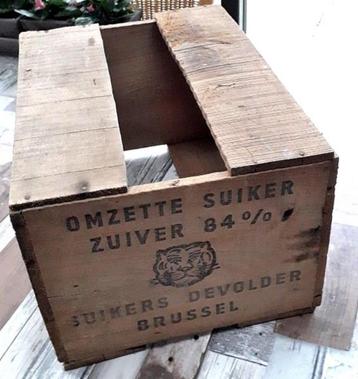 OMZETTE SUIKER
ZUIVER 84%
SUIKERS DEVOLDER
BRUSSEL